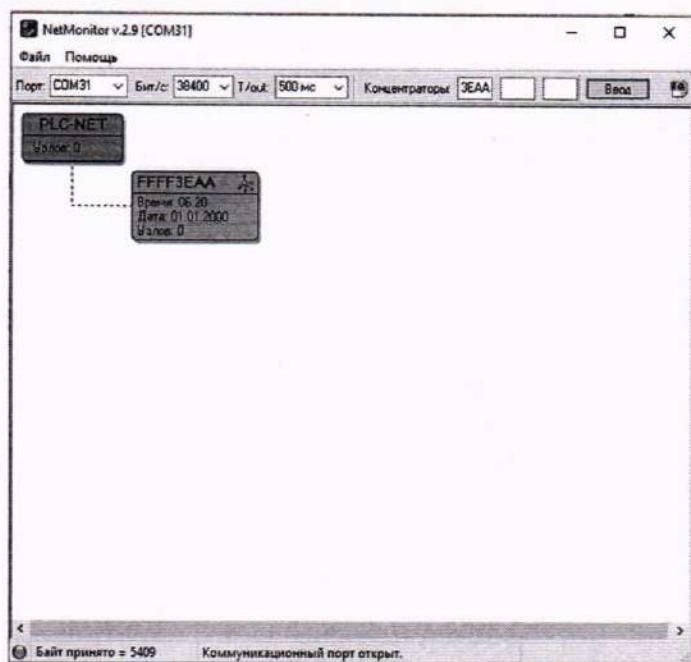 NetMonitor v.2.9 [COM31]
Файл Помощь
Порт: COM31 Бит/с: 38400 T/out: 500 мс Концентраторы: 3EAA Ввод
PLC-NET
Узлов: 0
FFFF3EAA
Время: 06:20
Дата: 01.01.2000
Узлов: 0
Байт принято = 5409 Коммуникационный порт открыт.